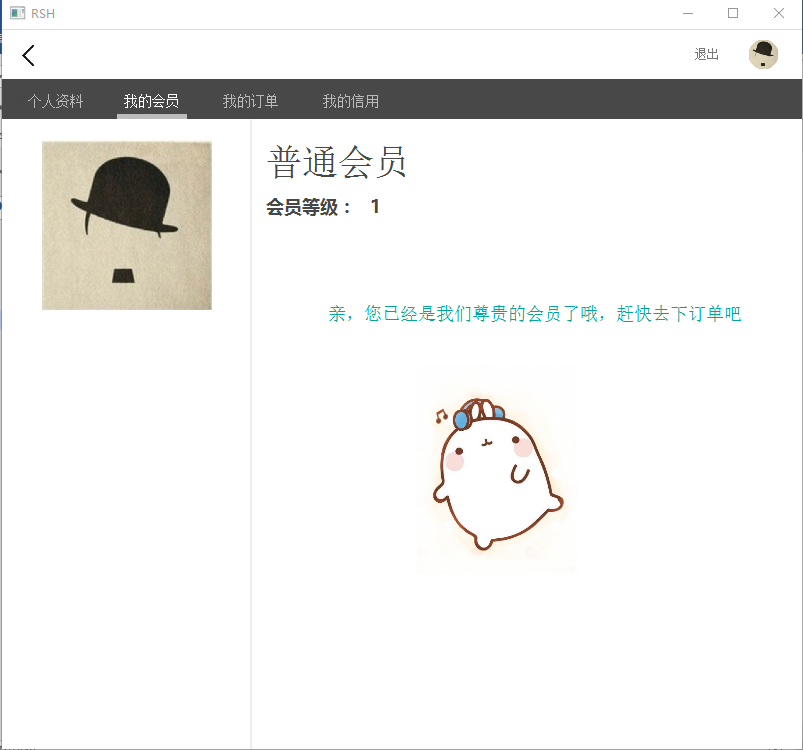 RSH
退出
个人资料 我的会员 我的订单 我的信用
普通会员
会员等级： 1
亲，您已经是我们尊贵的会员了哦，赶快去下订单吧